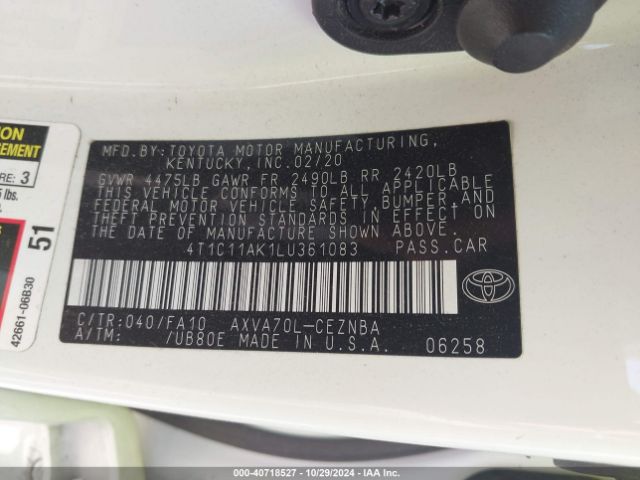 MFD.BY:TOYOTA MOTOR MANUFACTURING,
KENTUCKY, INC. 02/20
GVWR 4475LB GAWR FR 2490LB RR 2420LB
THIS VEHICLE CONFORMS TO ALL APPLICABLE
FEDERAL MOTOR VEHICLE SAFETY, BUMPER, AND
THEFT PREVENTION STANDARDS IN EFFECT ON
THE DATE OF MANUFACTURE SHOWN ABOVE.
4T1C11AK1LU361083 PASS.CAR
C/TR:040/FA10 AXVA70L-CEZNBA
A/TM: /UB80E MADE IN U.S.A. 06258
TOYOTA
ION
CEMENT
RE: 3
lbs.
51
42661-06B30
000-40718527 - 10/29/2024 - IAA Inc.